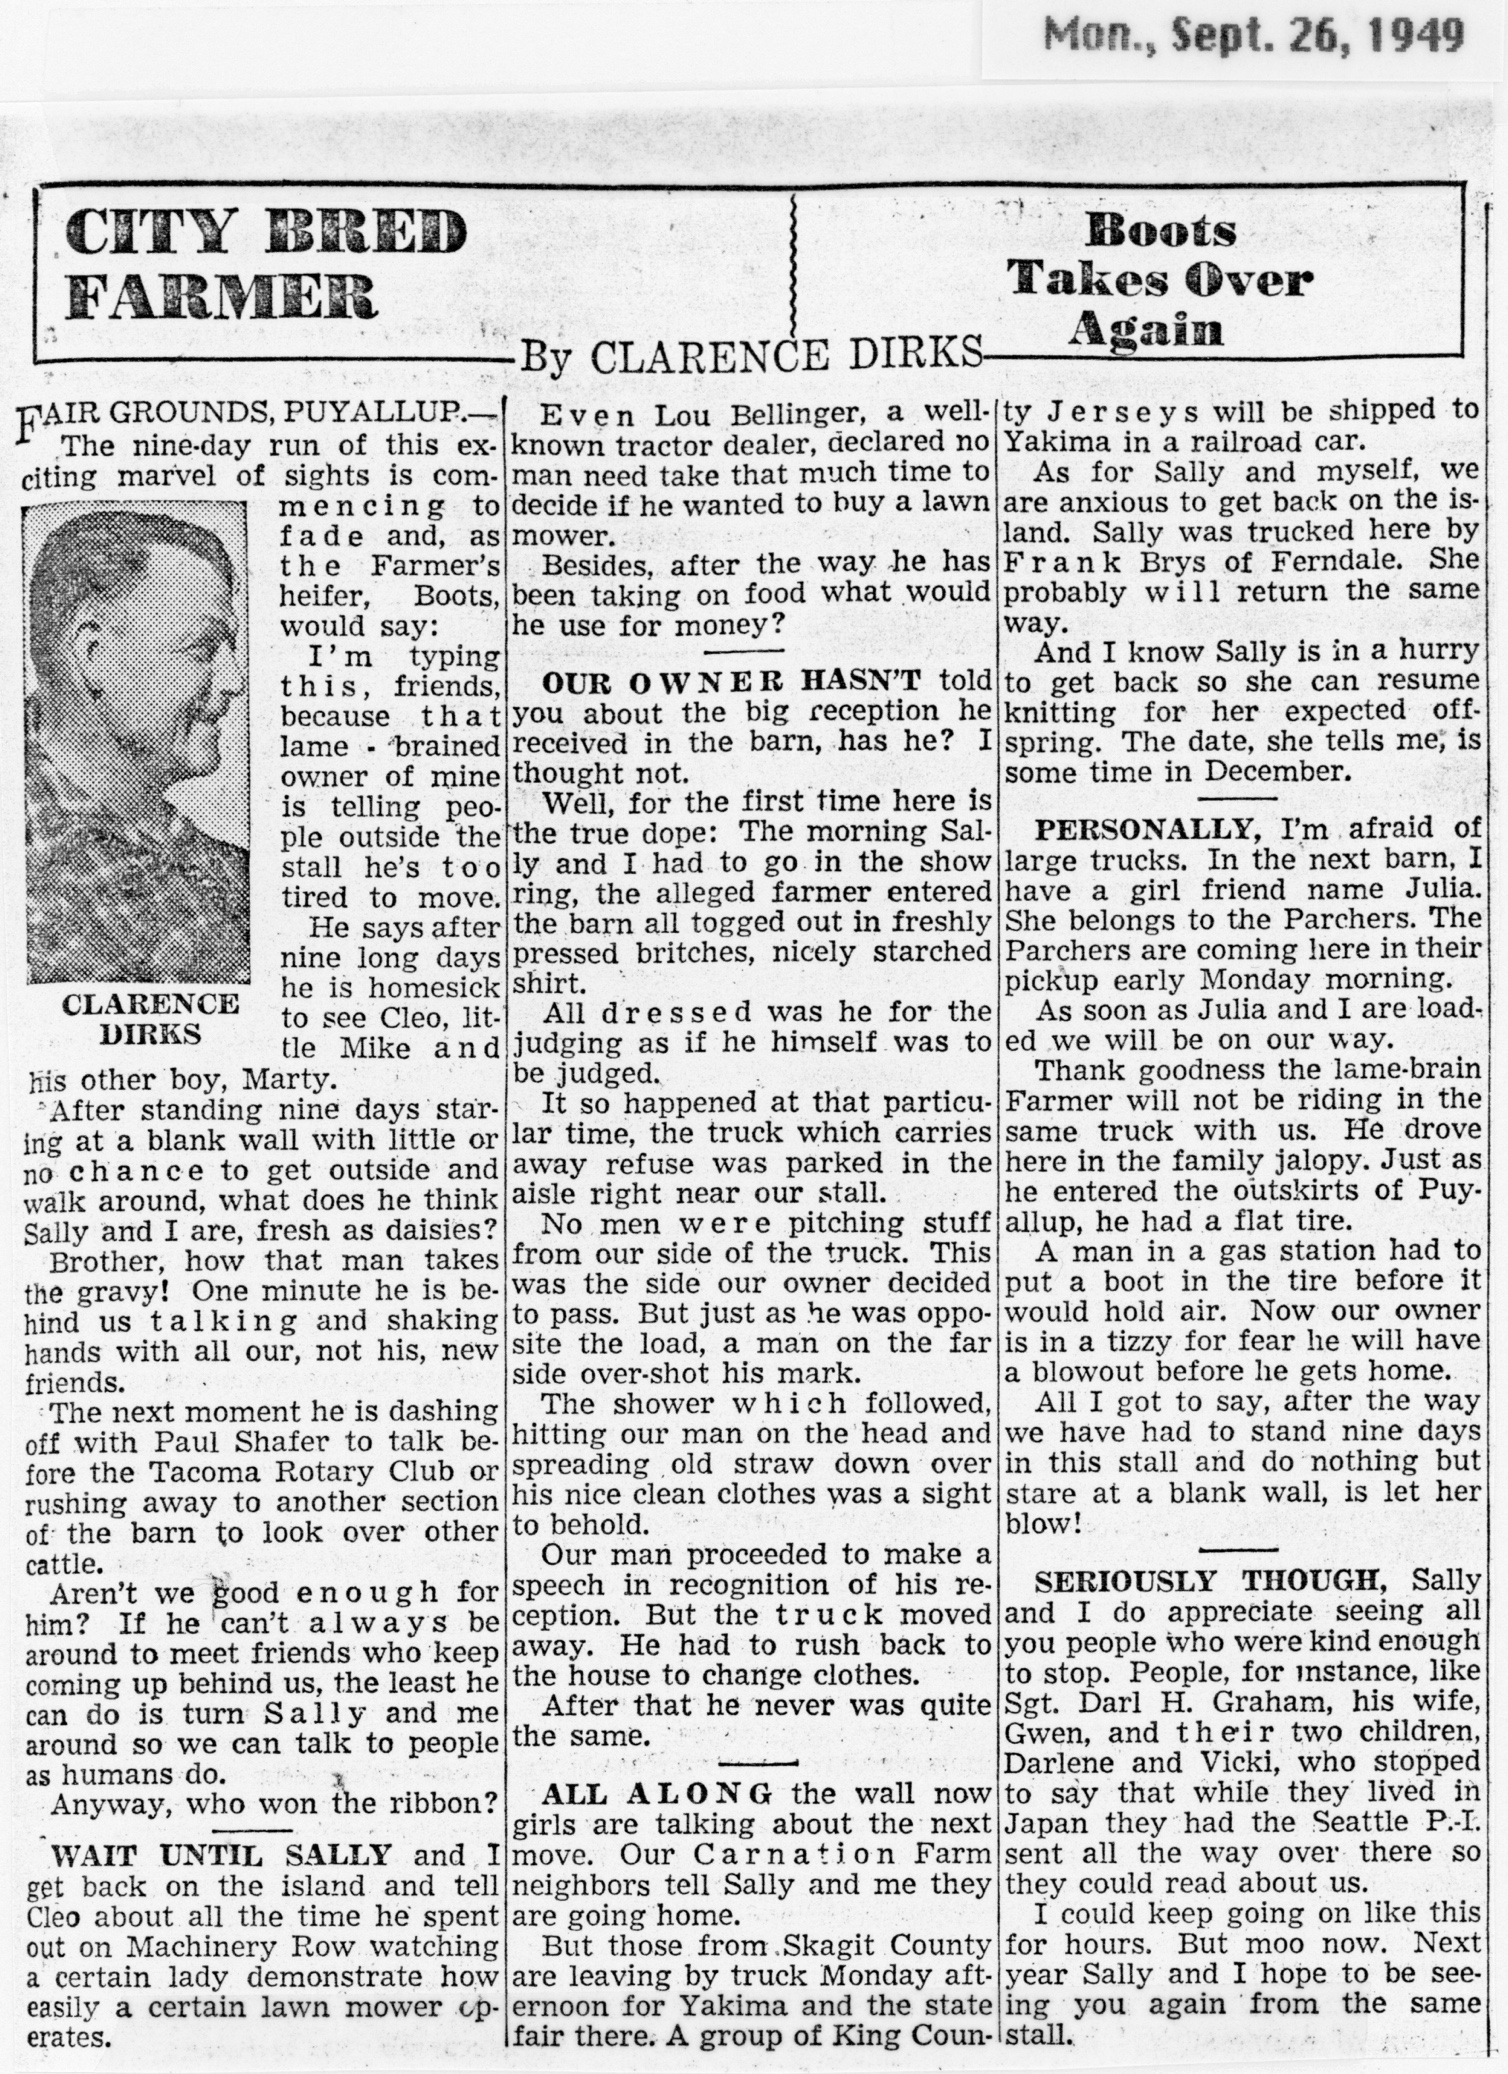 Mon., Sept. 26, 1949
CITY BRED
FARMER
Boots
Takes Over
Again
By CLARENCE DIRKS
FAIR GROUNDS, PUYALLUP.—
The nine-day run of this ex-
citing marvel of sights is com-
mencing to
fade and, as
the Farmer's
heifer, Boots,
would say:
I'm typing
this, friends,
because that
lame - brained
owner of mine
is telling peo-
ple outside the
stall he's too
tired to move.
He says after
nine long days
he is homesick
to see Cleo, lit-
tle Mike and
CLARENCE
DIRKS
his other boy, Marty.
After standing nine days star-
ing at a blank wall with little or
no chance to get outside and
walk around, what does he think
Sally and I are, fresh as daisies?
Brother, how that man takes
the gravy! One minute he is be-
hind us talking and shaking
hands with all our, not his, new
friends.
The next moment he is dashing
off with Paul Shafer to talk be-
fore the Tacoma Rotary Club or
rushing away to another section
of the barn to look over other
cattle.
Aren't we good enough for
him? If he can't always be
around to meet friends who keep
coming up behind us, the least he
can do is turn Sally and me
around so we can talk to people
as humans do.
Anyway, who won the ribbon?
WAIT UNTIL SALLY and I
get back on the island and tell
Cleo about all the time he spent
out on Machinery Row watching
a certain lady demonstrate how
easily a certain lawn mower op-
erates.
Even Lou Bellinger, a well-
known tractor dealer, declared no
man need take that much time to
decide if he wanted to buy a lawn
mower.
Besides, after the way he has
been taking on food what would
he use for money?
OUR OWNER HASN'T told
you about the big reception he
received in the barn, has he? I
thought not.
Well, for the first time here is
the true dope: The morning Sal-
ly and I had to go in the show
ring, the alleged farmer entered
the barn all togged out in freshly
pressed britches, nicely starched
shirt.
All dressed was he for the
judging as if he himself was to
be judged.
It so happened at that particu-
lar time, the truck which carries
away refuse was parked in the
aisle right near our stall.
No men were pitching stuff
from our side of the truck. This
was the side our owner decided
to pass. But just as he was oppo-
site the load, a man on the far
side over-shot his mark.
The shower which followed,
hitting our man on the head and
spreading old straw down over
his nice clean clothes was a sight
to behold.
Our man proceeded to make a
speech in recognition of his re-
ception. But the truck moved
away. He had to rush back to
the house to change clothes.
After that he never was quite
the same.
ALL ALONG the wall now
girls are talking about the next
move. Our Carnation Farm
neighbors tell Sally and me they
are going home.
But those from Skagit County
are leaving by truck Monday aft-
ernoon for Yakima and the state
fair there. A group of King Coun-
ty Jerseys will be shipped to
Yakima in a railroad car.
As for Sally and myself, we
are anxious to get back on the is-
land. Sally was trucked here by
Frank Brys of Ferndale. She
probably will return the same
way.
And I know Sally is in a hurry
to get back so she can resume
knitting for her expected off-
spring. The date, she tells me, is
some time in December.
PERSONALLY, I'm afraid of
large trucks. In the next barn, I
have a girl friend name Julia.
She belongs to the Parchers. The
Parchers are coming here in their
pickup early Monday morning.
As soon as Julia and I are load-
ed we will be on our way.
Thank goodness the lame-brain
Farmer will not be riding in the
same truck with us. He drove
here in the family jalopy. Just as
he entered the outskirts of Puy-
allup, he had a flat tire.
A man in a gas station had to
put a boot in the tire before it
would hold air. Now our owner
is in a tizzy for fear he will have
a blowout before he gets home.
All I got to say, after the way
we have had to stand nine days
in this stall and do nothing but
stare at a blank wall, is let her
blow!
SERIOUSLY THOUGH, Sally
and I do appreciate seeing all
you people who were kind enough
to stop. People, for instance, like
Sgt. Darl H. Graham, his wife,
Gwen, and their two children,
Darlene and Vicki, who stopped
to say that while they lived in
Japan they had the Seattle P.-I.
sent all the way over there so
they could read about us.
I could keep going on like this
for hours. But moo now. Next
year Sally and I hope to be see-
ing you again from the same
stall.